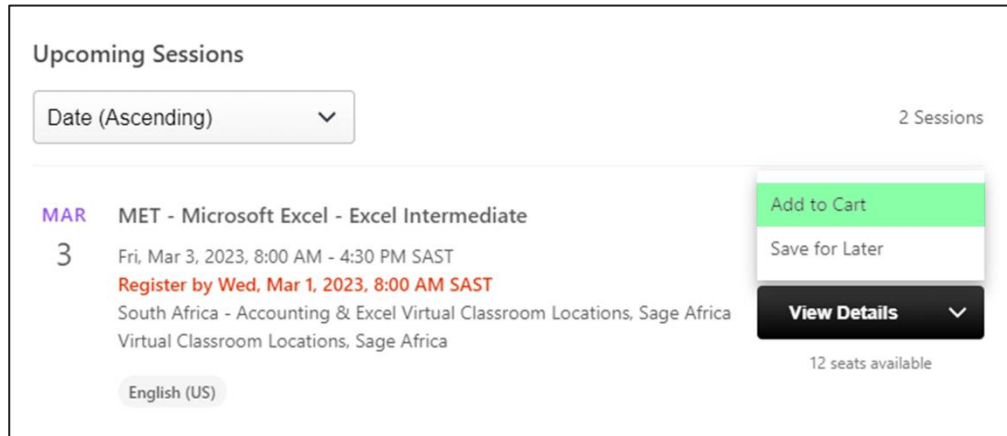 Upcoming Sessions
Date (Ascending)
2 Sessions
MAR
3
MET - Microsoft Excel - Excel Intermediate
Fri, Mar 3, 2023, 8:00 AM - 4:30 PM SAST
Register by Wed, Mar 1, 2023, 8:00 AM SAST
South Africa - Accounting & Excel Virtual Classroom Locations, Sage Africa
Virtual Classroom Locations, Sage Africa
English (US)
Add to Cart
Save for Later
View Details
12 seats available